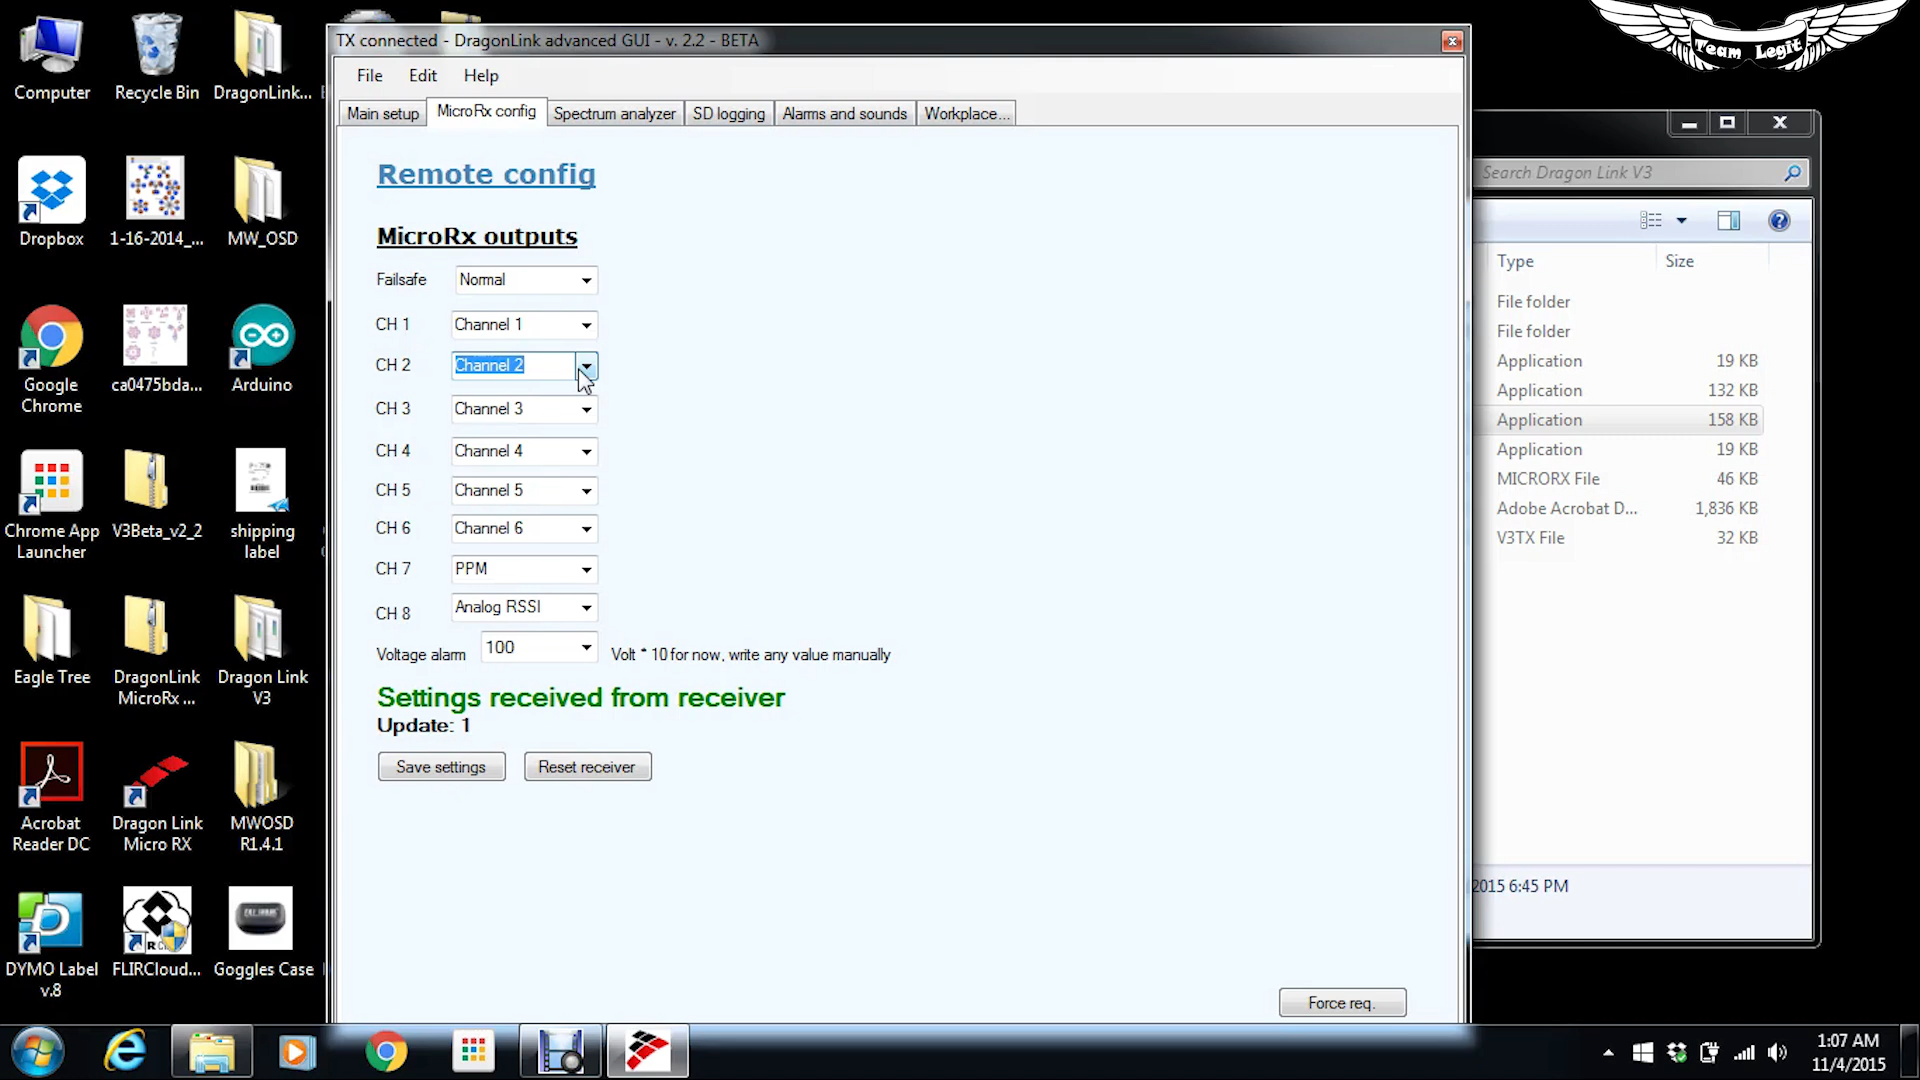 Computer
Recycle Bin
DragonLink...
Dropbox
1-16-2014_...
MW_OSD
Google
Chrome
ca0475bda...
Arduino
Chrome App
Launcher
V3Beta_v2_2
shipping
label
Eagle Tree
DragonLink
MicroRx ...
Dragon Link
V3
Acrobat
Reader DC
Dragon Link
Micro RX
MWOSD
R1.4.1
DYMO Label
v.8
FLIRCloud...
Goggles Case
TX connected - DragonLink advanced GUI - v. 2.2 - BETA
File Edit Help
Main setup MicroRx config Spectrum analyzer SD logging Alarms and sounds Workplace...
Remote config
MicroRx outputs
Failsafe Normal
CH 1 Channel 1
CH 2 Channel 2
CH 3 Channel 3
CH 4 Channel 4
CH 5 Channel 5
CH 6 Channel 6
CH 7 PPM
CH 8 Analog RSSI
Voltage alarm 100 Volt * 10 for now, write any value manually
Settings received from receiver
Update: 1
Save settings Reset receiver
Force req.
Team Legit
Search Dragon Link V3
Type Size
File folder
File folder
Application 19 KB
Application 132 KB
Application 158 KB
Application 19 KB
MICRORX File 46 KB
Adobe Acrobat D... 1,836 KB
V3TX File 32 KB
2015 6:45 PM
1:07 AM
11/4/2015